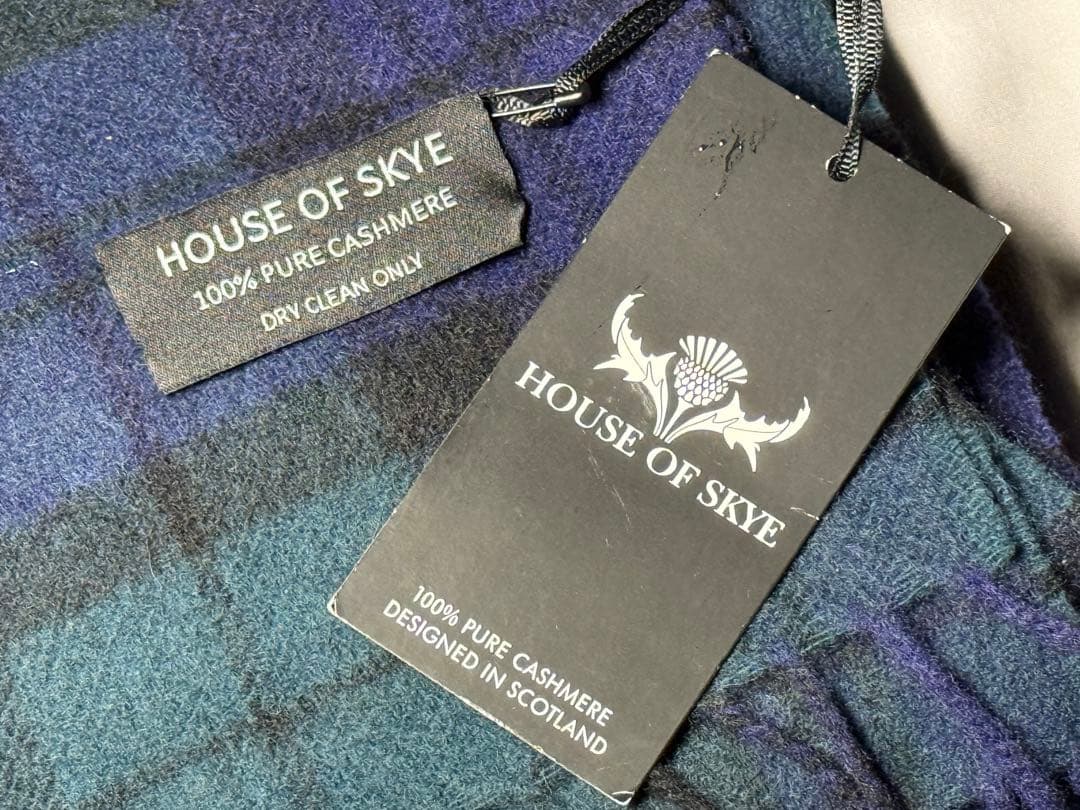 HOUSE OF SKYE
100% PURE CASHMERE
DRY CLEAN ONLY
HOUSE OF SKYE
100% PURE CASHMERE
DESIGNED IN SCOTLAND